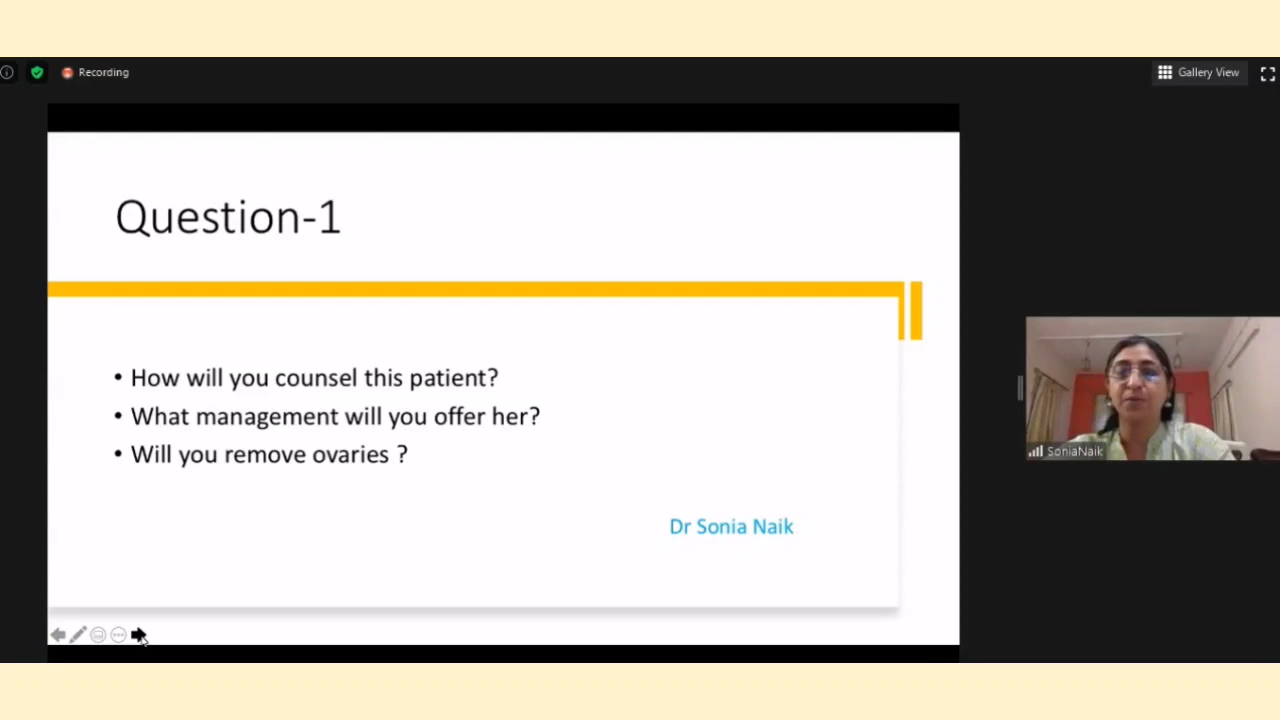 Recording
Gallery View
Question-1
• How will you counsel this patient?
• What management will you offer her?
• Will you remove ovaries ?
Dr Sonia Naik
SoniaNaik